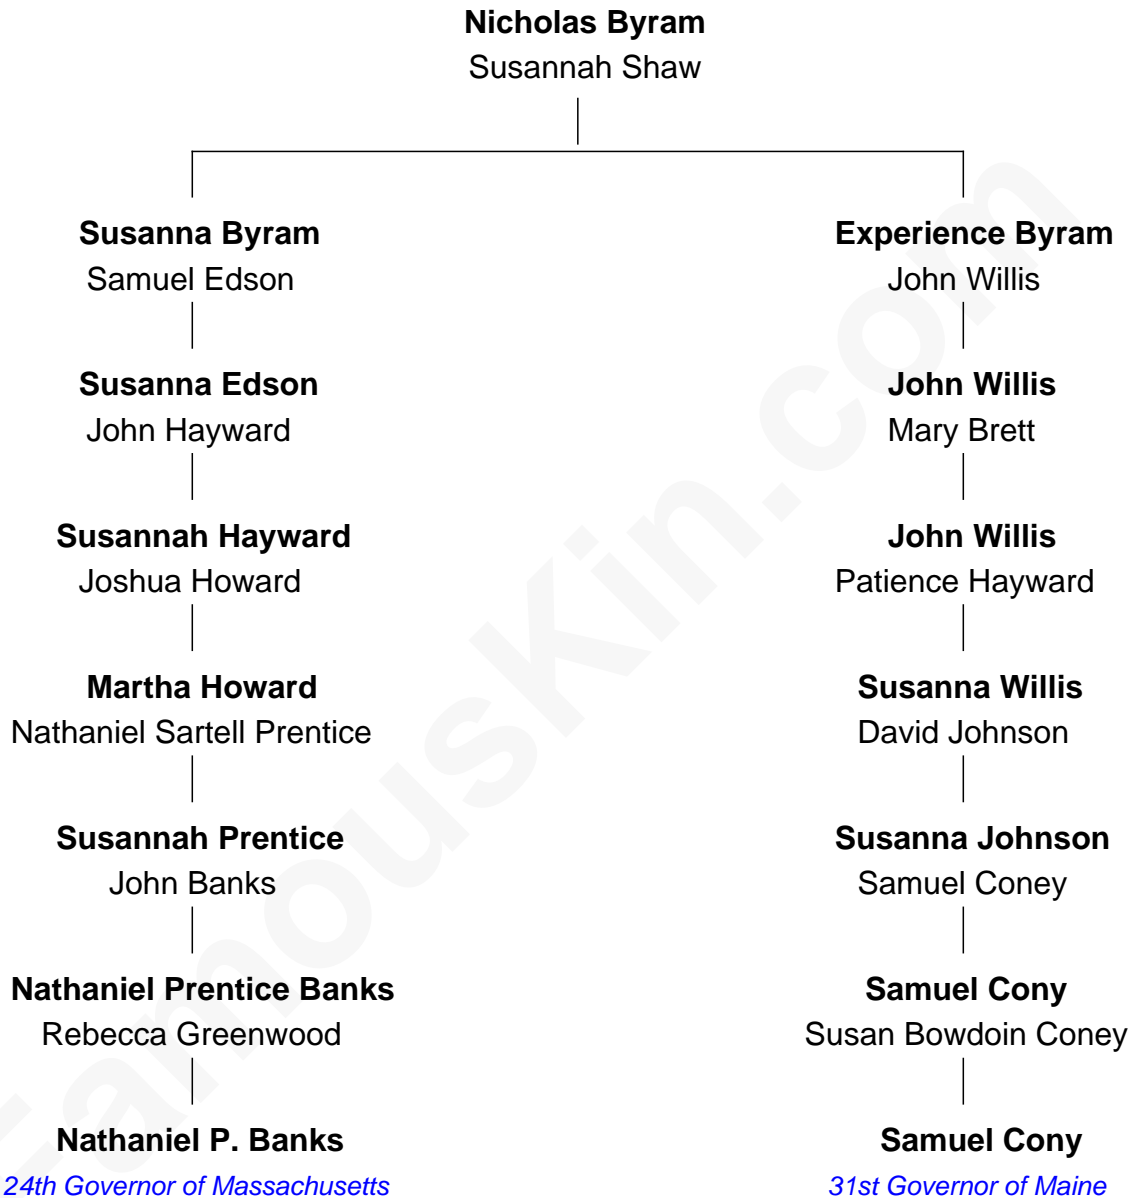 Nicholas Byram
Susannah Shaw
Susanna Byram
Samuel Edson
Experience Byram
John Willis
Susanna Edson
John Hayward
John Willis
Mary Brett
Susannah Hayward
Joshua Howard
John Willis
Patience Hayward
Martha Howard
Nathaniel Sartell Prentice
Susanna Willis
David Johnson
Susannah Prentice
John Banks
Susanna Johnson
Samuel Coney
Nathaniel Prentice Banks
Rebecca Greenwood
Samuel Cony
Susan Bowdoin Coney
Nathaniel P. Banks
24th Governor of Massachusetts
Samuel Cony
31st Governor of Maine
FamousKin.com